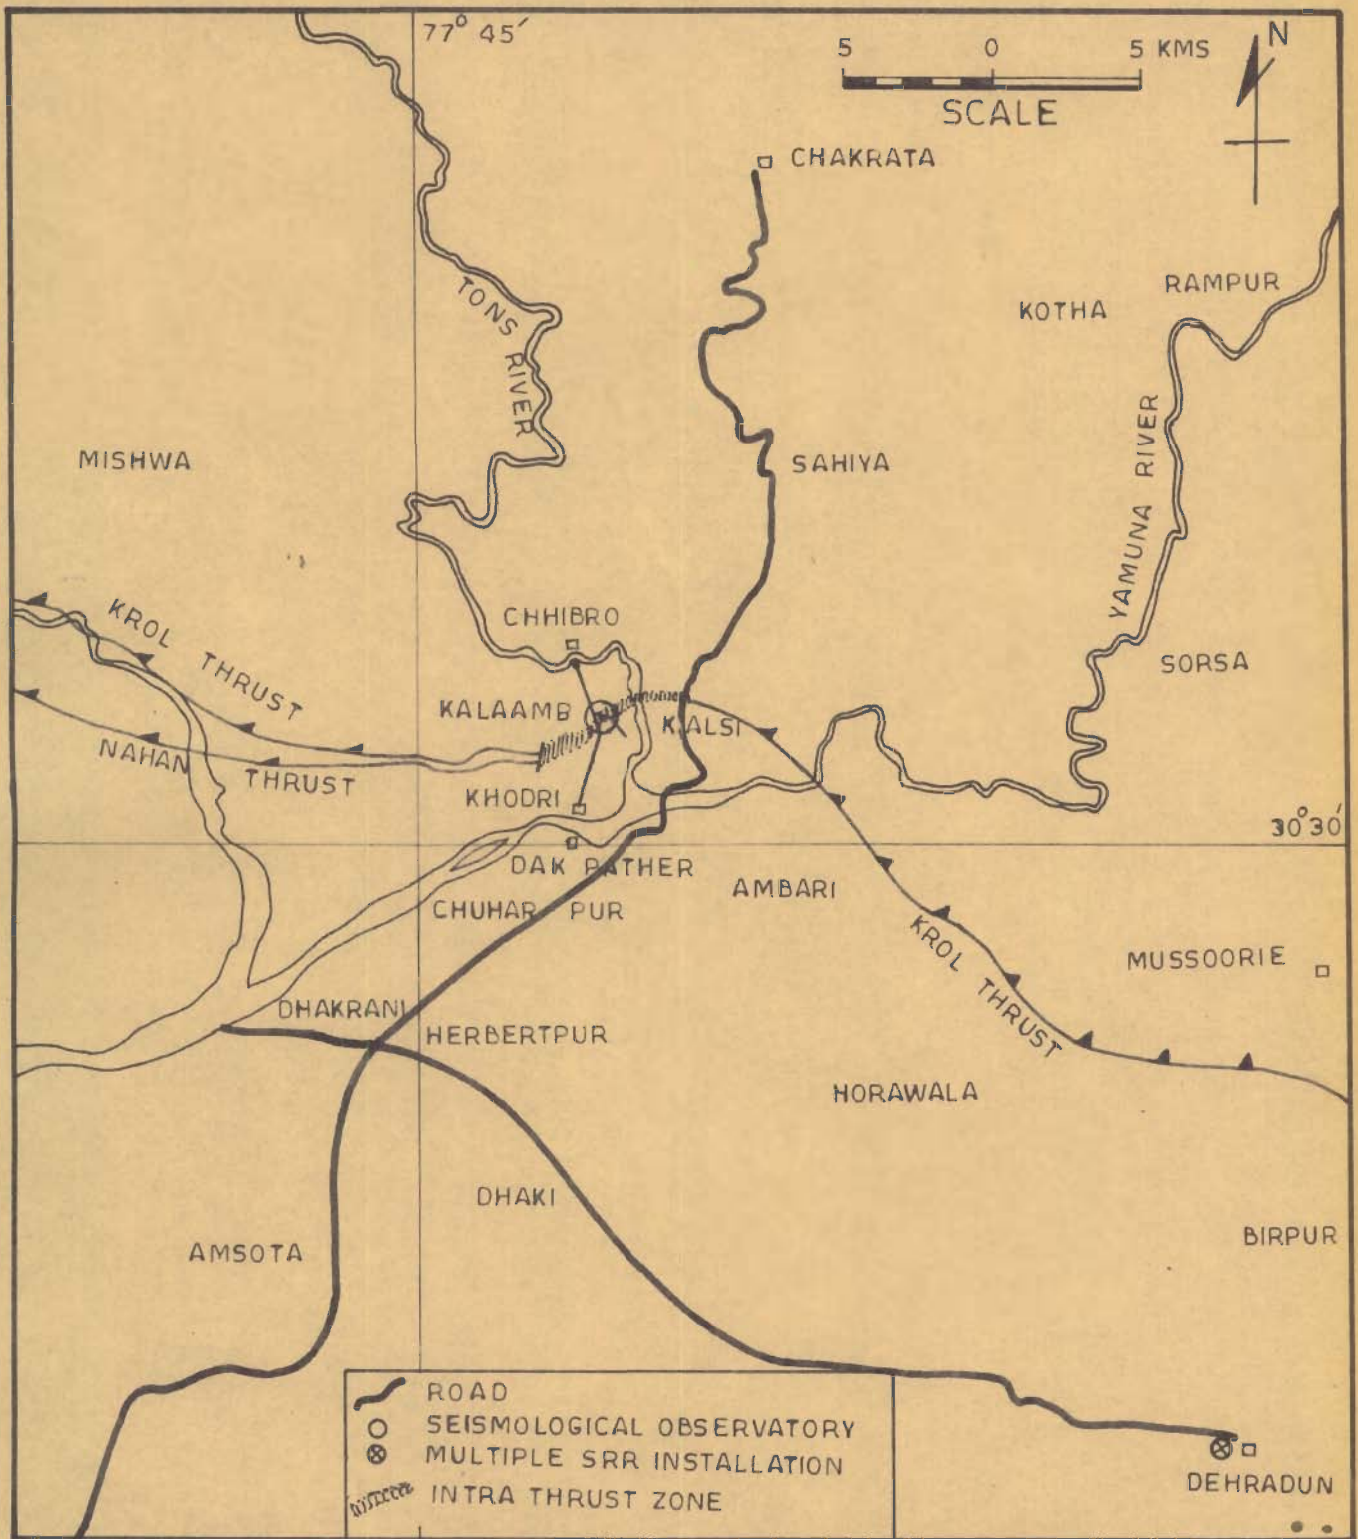 77° 45′
5 0 5 KMS
SCALE
N
CHAKRATA
RAMPUR
KOTHA
TONS RIVER
MISHWA
SAHIYA
YAMUNA RIVER
KROL THRUST
CHHIBRO
SORSA
KALAAMB
KALSI
NAHAN THRUST
KHODRI
30° 30′
DAK PATHER
AMBARI
CHUHAR PUR
KROL THRUST
MUSSOORIE
DHAKRANI
HERBERTPUR
HORAWALA
DHAKI
BIRPUR
AMSOTA
ROAD
SEISMOLOGICAL OBSERVATORY
MULTIPLE SRR INSTALLATION
INTRA THRUST ZONE
DEHRADUN